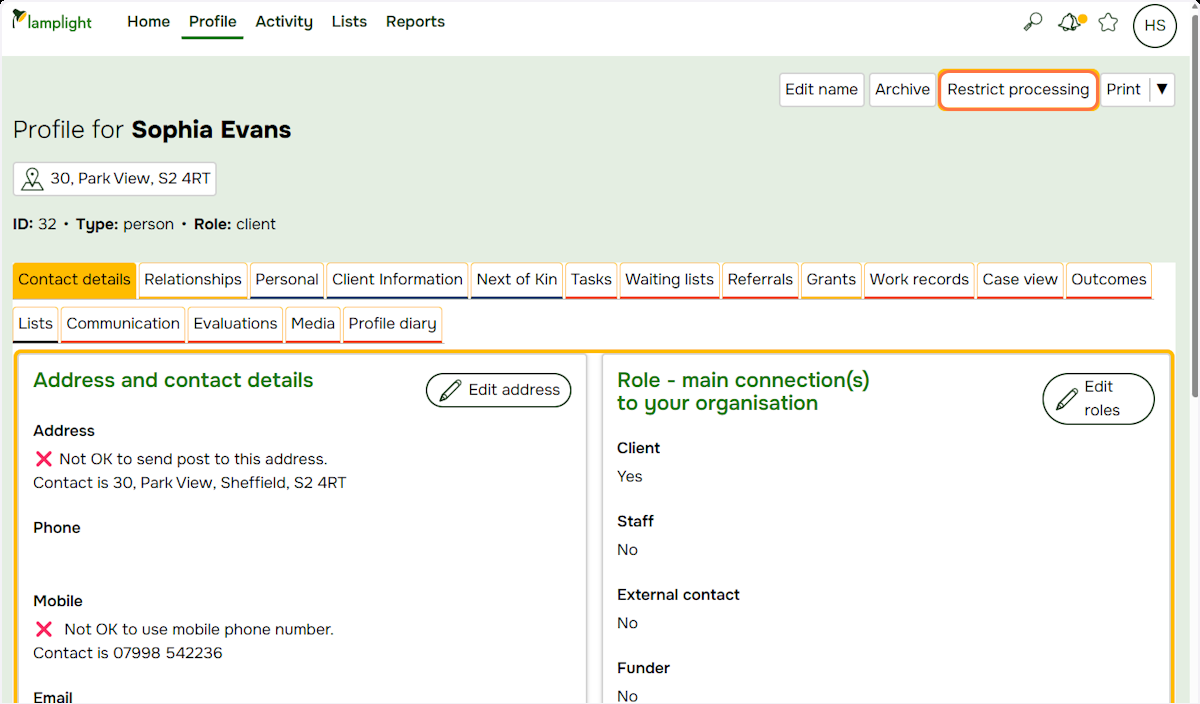 lamplight Home Profile Activity Lists Reports HS
Edit name Archive Restrict processing Print ▼
Profile for Sophia Evans
30, Park View, S2 4RT
ID: 32 • Type: person • Role: client
Contact details Relationships Personal Client Information Next of Kin Tasks Waiting lists Referrals Grants Work records Case view Outcomes
Lists Communication Evaluations Media Profile diary
Address and contact details
Edit address
Address
Not OK to send post to this address.
Contact is 30, Park View, Sheffield, S2 4RT
Phone
Mobile
Not OK to use mobile phone number.
Contact is 07998 542236
Email
Role - main connection(s)
to your organisation
Edit
roles
Client
Yes
Staff
No
External contact
No
Funder
No